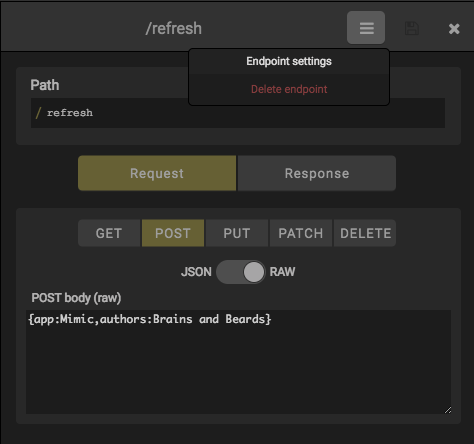 /refresh
Endpoint settings
Delete endpoint
Path
/ refresh
Request Response
GET POST PUT PATCH DELETE
JSON RAW
POST body (raw)
{app:Mimic,authors:Brains and Beards}